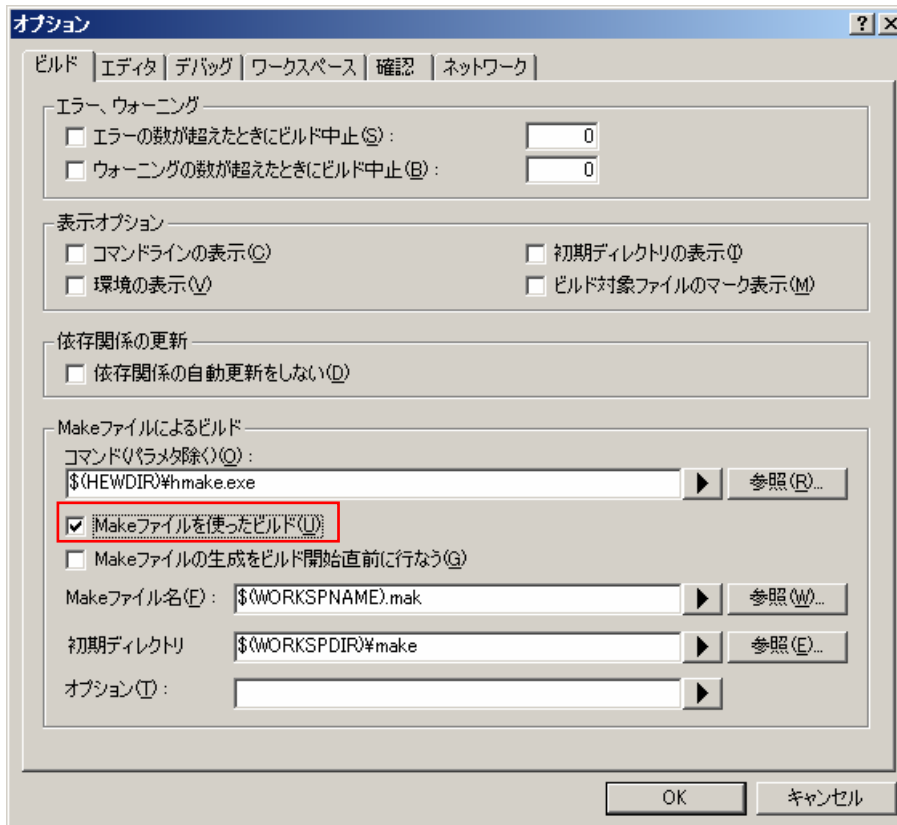 オプション
ビルド エディタ デバッグ ワークスペース 確認 ネットワーク
エラー、ウォーニング
エラーの数が超えたときにビルド中止(S): 0
ウォーニングの数が超えたときにビルド中止(B): 0
表示オプション
コマンドラインの表示(C) 初期ディレクトリの表示(I)
環境の表示(V) ビルド対象ファイルのマーク表示(M)
依存関係の更新
依存関係の自動更新をしない(D)
Makeファイルによるビルド
コマンド(パラメタ除く)(O):
$(HEWDIR)¥hmake.exe 参照(R)...
Makeファイルを使ったビルド(U)
Makeファイルの生成をビルド開始直前に行なう(G)
Makeファイル名(F): $(WORKSPNAME).mak 参照(W)...
初期ディレクトリ $(WORKSPDIR)¥make 参照(E)...
オプション(T):
OK キャンセル